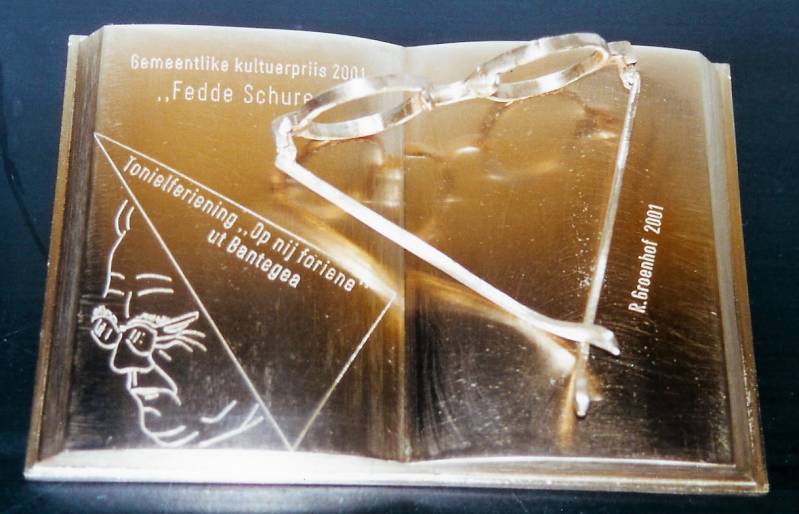 Gemeentlike kultuerpriis 2001
„Fedde Schure
Tonielferiening „Op nij foriene"
ut Bantegea
R.Groenhof 2001